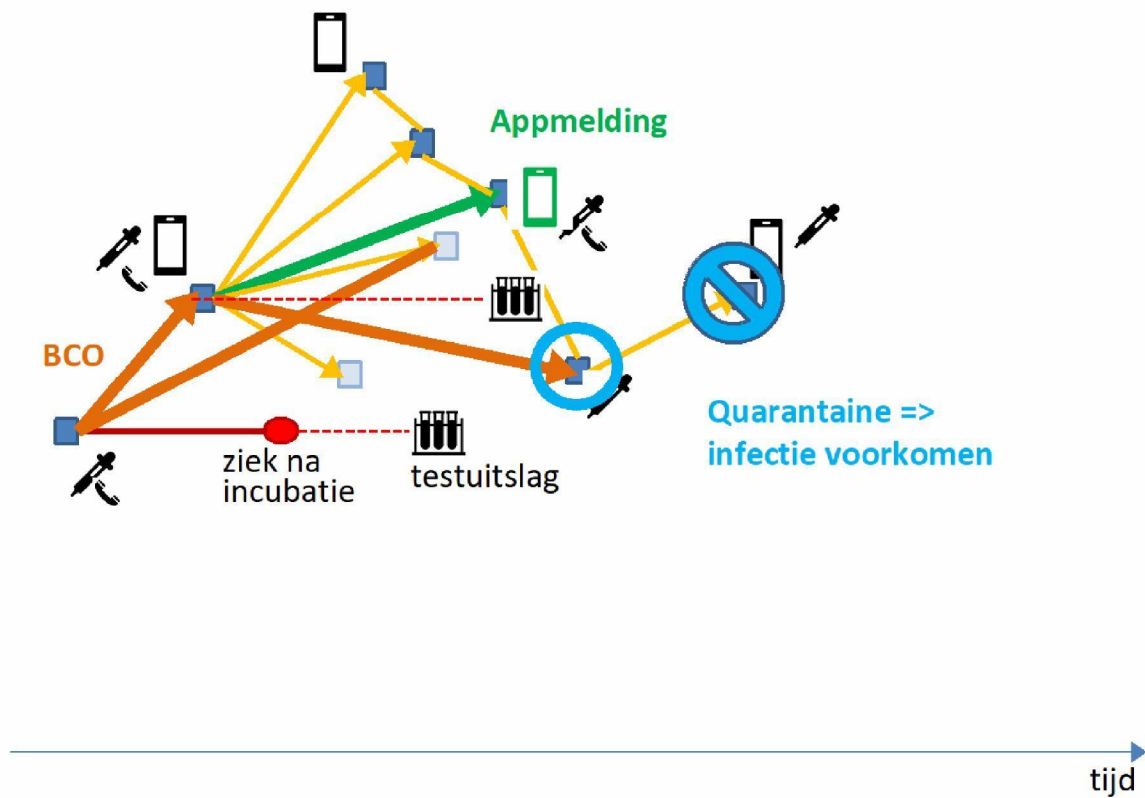 Appmelding
BCO
Quarantaine =>
infectie voorkomen
ziek na
incubatie
testuitslag
tijd